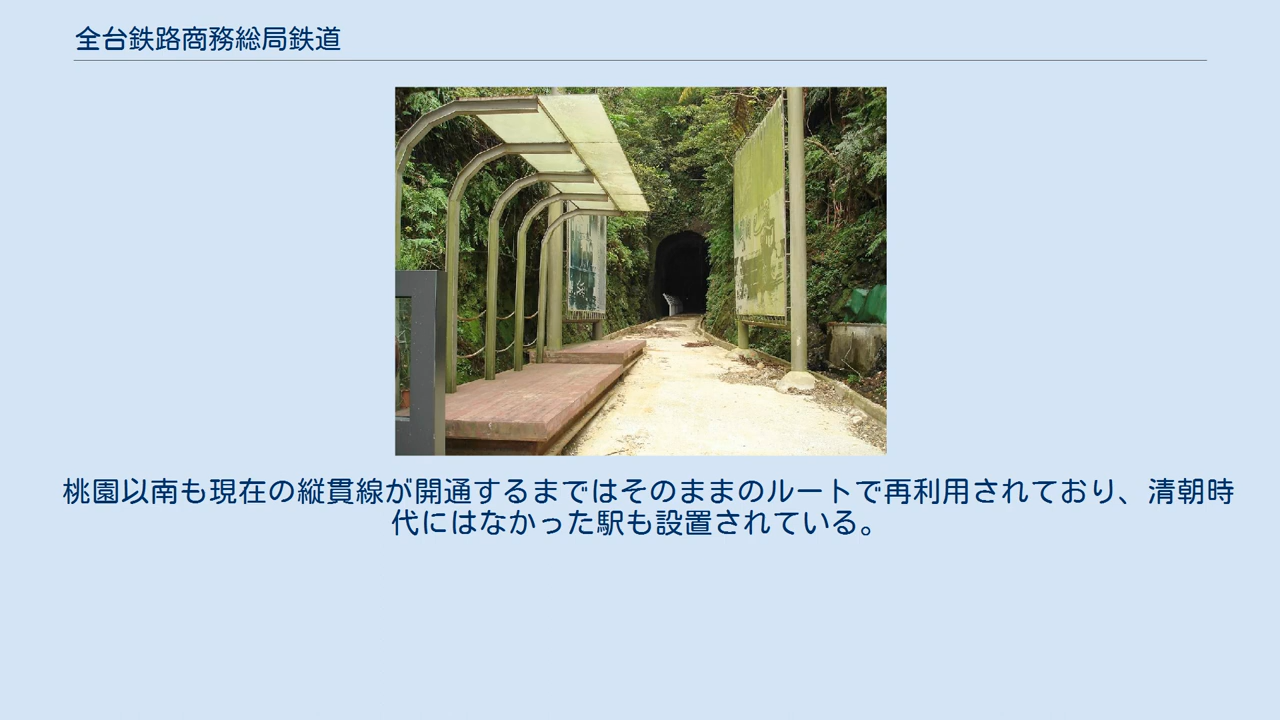 全台鉄路商務総局鉄道
桃園以南も現在の縦貫線が開通するまではそのままのルートで再利用されており、清朝時
代にはなかった駅も設置されている。